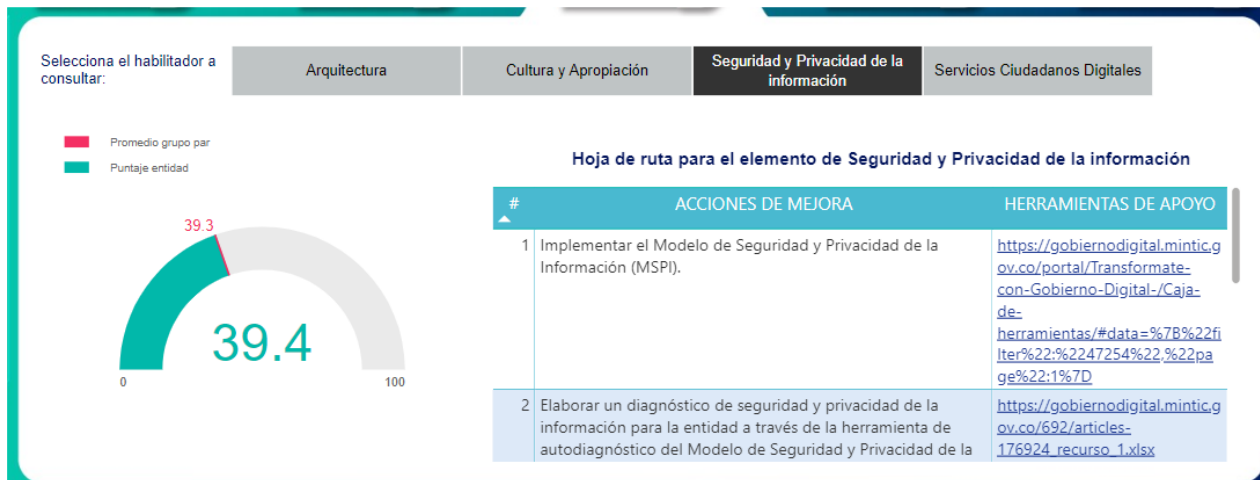 Selecciona el habilitador a
consultar:
Arquitectura
Cultura y Apropiación
Seguridad y Privacidad de la
información
Servicios Ciudadanos Digitales
Promedio grupo par
Puntaje entidad
39.3
39.4
0
100
Hoja de ruta para el elemento de Seguridad y Privacidad de la información
# ACCIONES DE MEJORA HERRAMIENTAS DE APOYO
1 Implementar el Modelo de Seguridad y Privacidad de la
Información (MSPI).
https://gobiernodigital.mintic.g
ov.co/portal/Transformate-
con-Gobierno-Digital-/Caja-
de-
herramientas/#data=%7B%22fi
lter%22:%2247254%22,%22pa
ge%22:1%7D
2 Elaborar un diagnóstico de seguridad y privacidad de la
información para la entidad a través de la herramienta de
autodiagnóstico del Modelo de Seguridad y Privacidad de la
https://gobiernodigital.mintic.g
ov.co/692/articles-
176924_recurso_1.xlsx